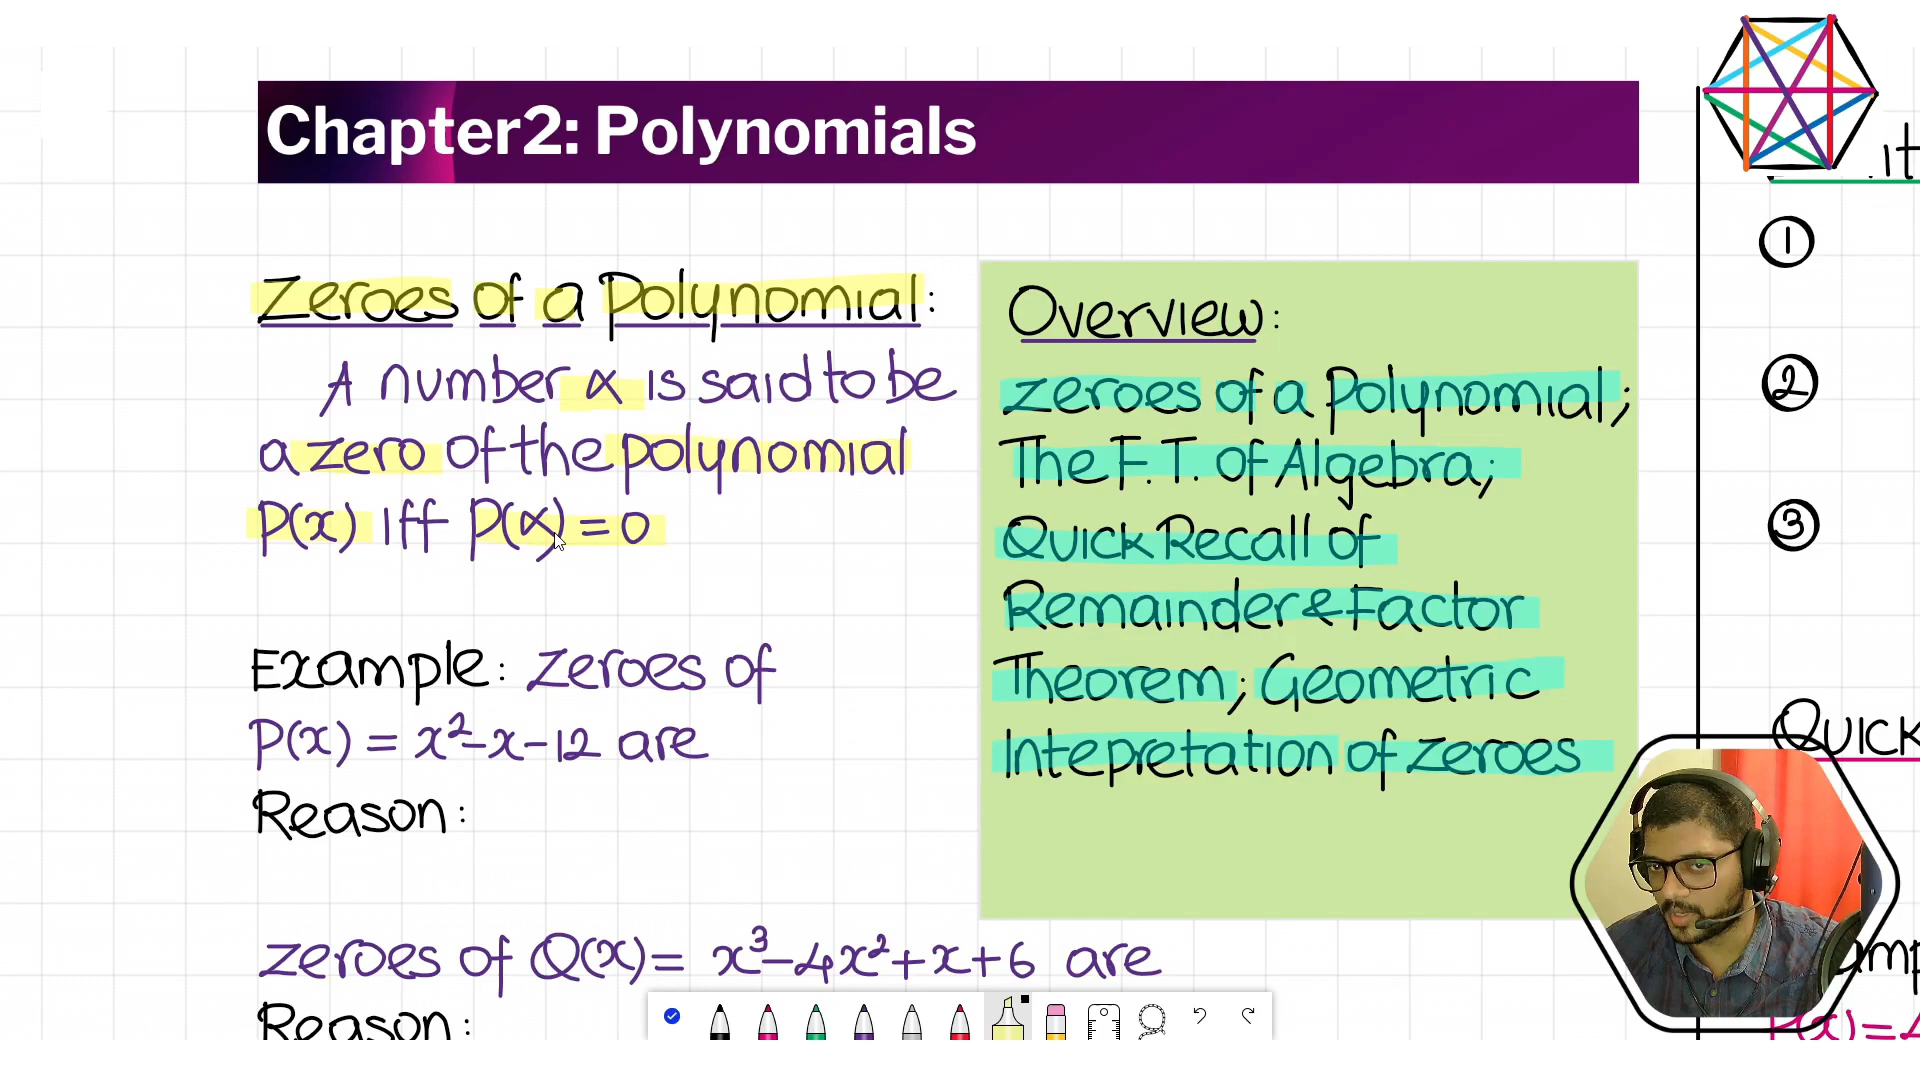 Chapter2: Polynomials
Zeroes of a Polynomial:
A number α is said to be
a zero of the polynomial
P(x) Iff P(α) = 0
Example: Zeroes of
P(x) = x²-x-12 are
Reason:
Zeroes of Q(x)= x³-4x²+x+6 are
Reason:
Overview:
Zeroes of a Polynomial;
The F.T. of Algebra;
Quick Recall of
Remainder & Factor
Theorem; Geometric
Intepretation of Zeroes
1
2
3
Quick